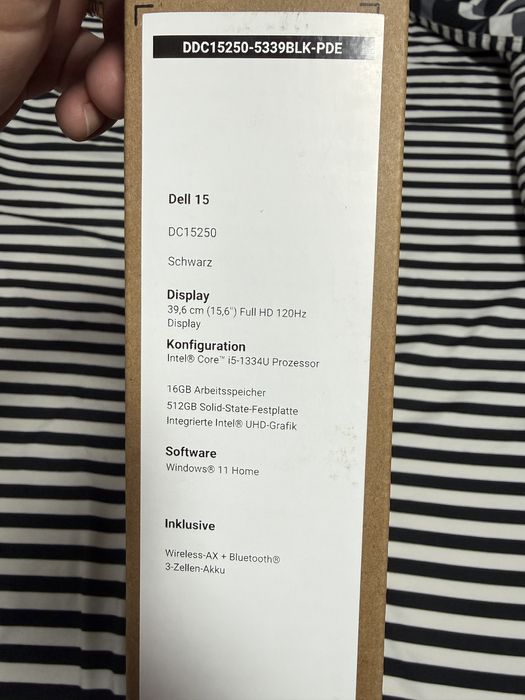 DDC15250-5339BLK-PDE
Dell 15
DC15250
Schwarz
Display
39,6 cm (15,6") Full HD 120Hz
Display
Konfiguration
Intel® Core™ i5-1334U Prozessor
16GB Arbeitsspeicher
512GB Solid-State-Festplatte
Integrierte Intel® UHD-Grafik
Software
Windows® 11 Home
Inklusive
Wireless-AX + Bluetooth®
3-Zellen-Akku